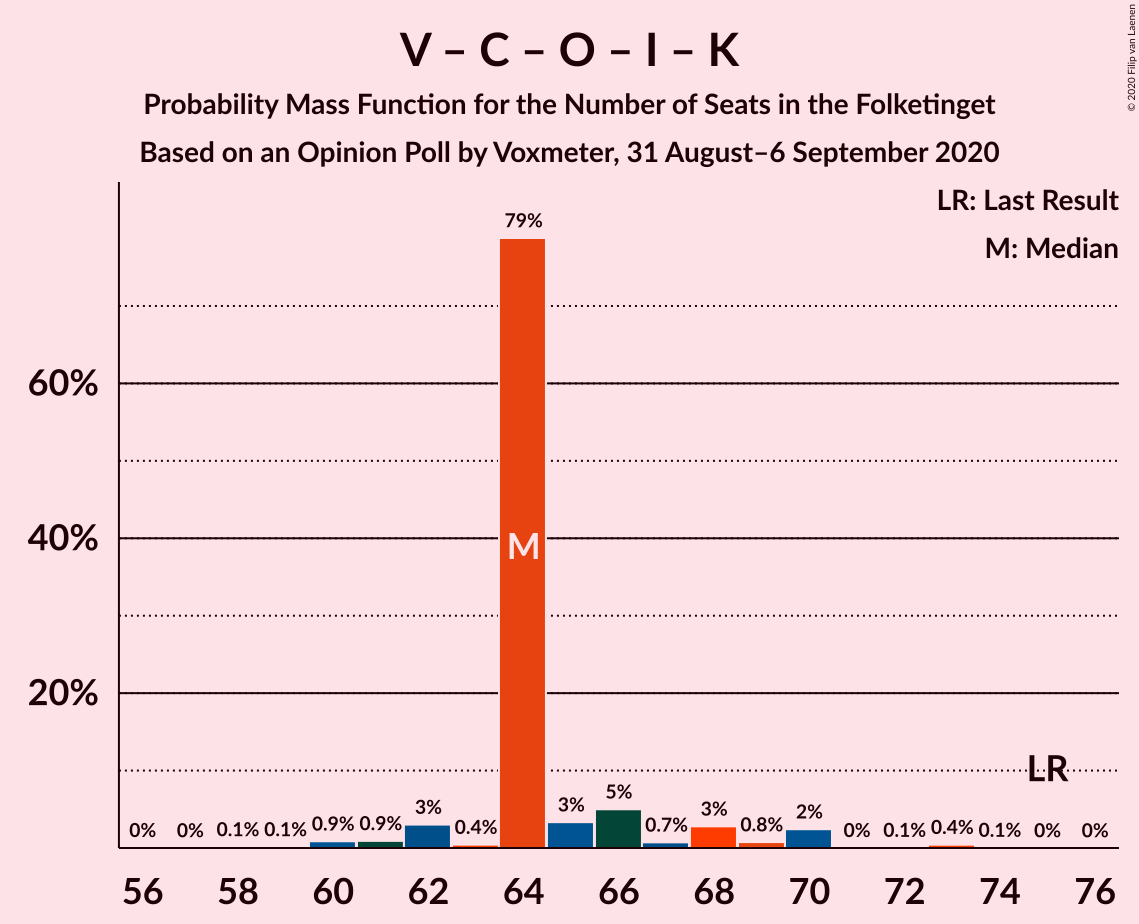 V – C – O – I – K
Probability Mass Function for the Number of Seats in the Folketinget
Based on an Opinion Poll by Voxmeter, 31 August–6 September 2020
© 2020 Filip van Laenen
LR: Last Result
M: Median
79%
60%
40%
M
20%
LR
0% 0% 0.1% 0.1% 0.9% 0.9% 3% 0.4% 3% 5% 0.7% 3% 0.8% 2% 0% 0.1% 0.4% 0.1% 0% 0%
56 58 60 62 64 66 68 70 72 74 76